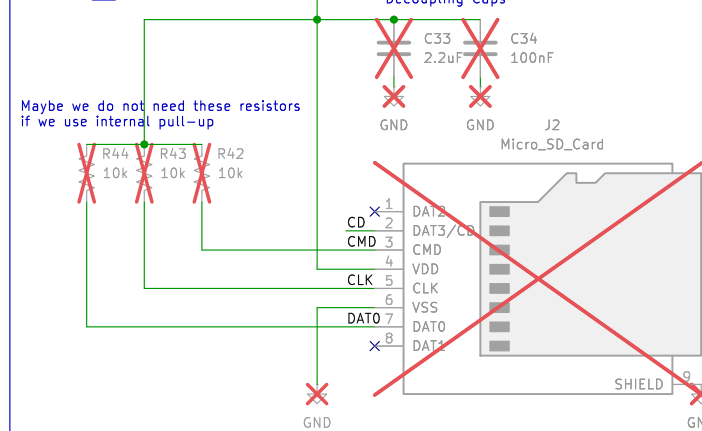 Decoupling Caps
C33
2.2uF
C34
100nF
GND
GND
Maybe we do not need these resistors
if we use internal pull-up
R44
10k
R43
10k
R42
10k
J2
Micro_SD_Card
1
DAT2
CD
2
DAT3/CD
CMD
3
CMD
4
VDD
CLK
5
CLK
6
VSS
DAT0
7
DAT0
8
DAT1
SHIELD
9
GND
GN